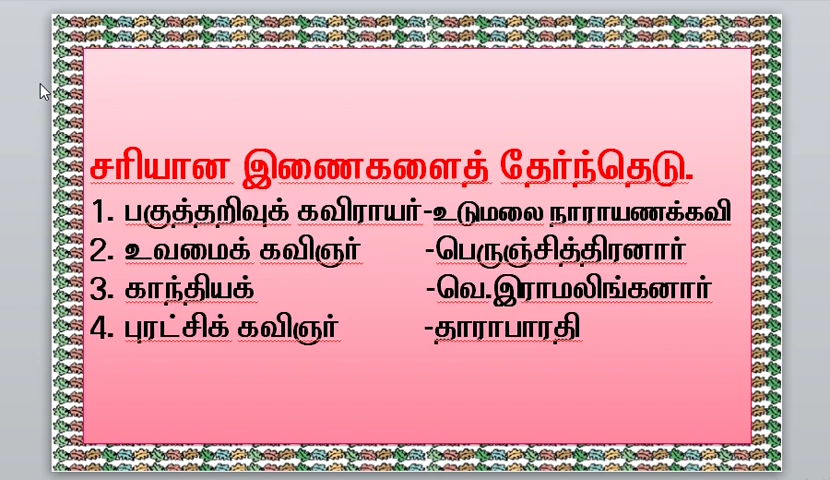 சரியான இணைகளைத் தேர்ந்தெடு.
1. பகுத்தறிவுக் கவிராயர்-உடுமலை நாராயணக்கவி
2. உவமைக் கவிஞர் -பெருஞ்சித்திரனார்
3. காந்தியக் -வெ.இராமலிங்கனார்
4. புரட்சிக் கவிஞர் -தாராபாரதி